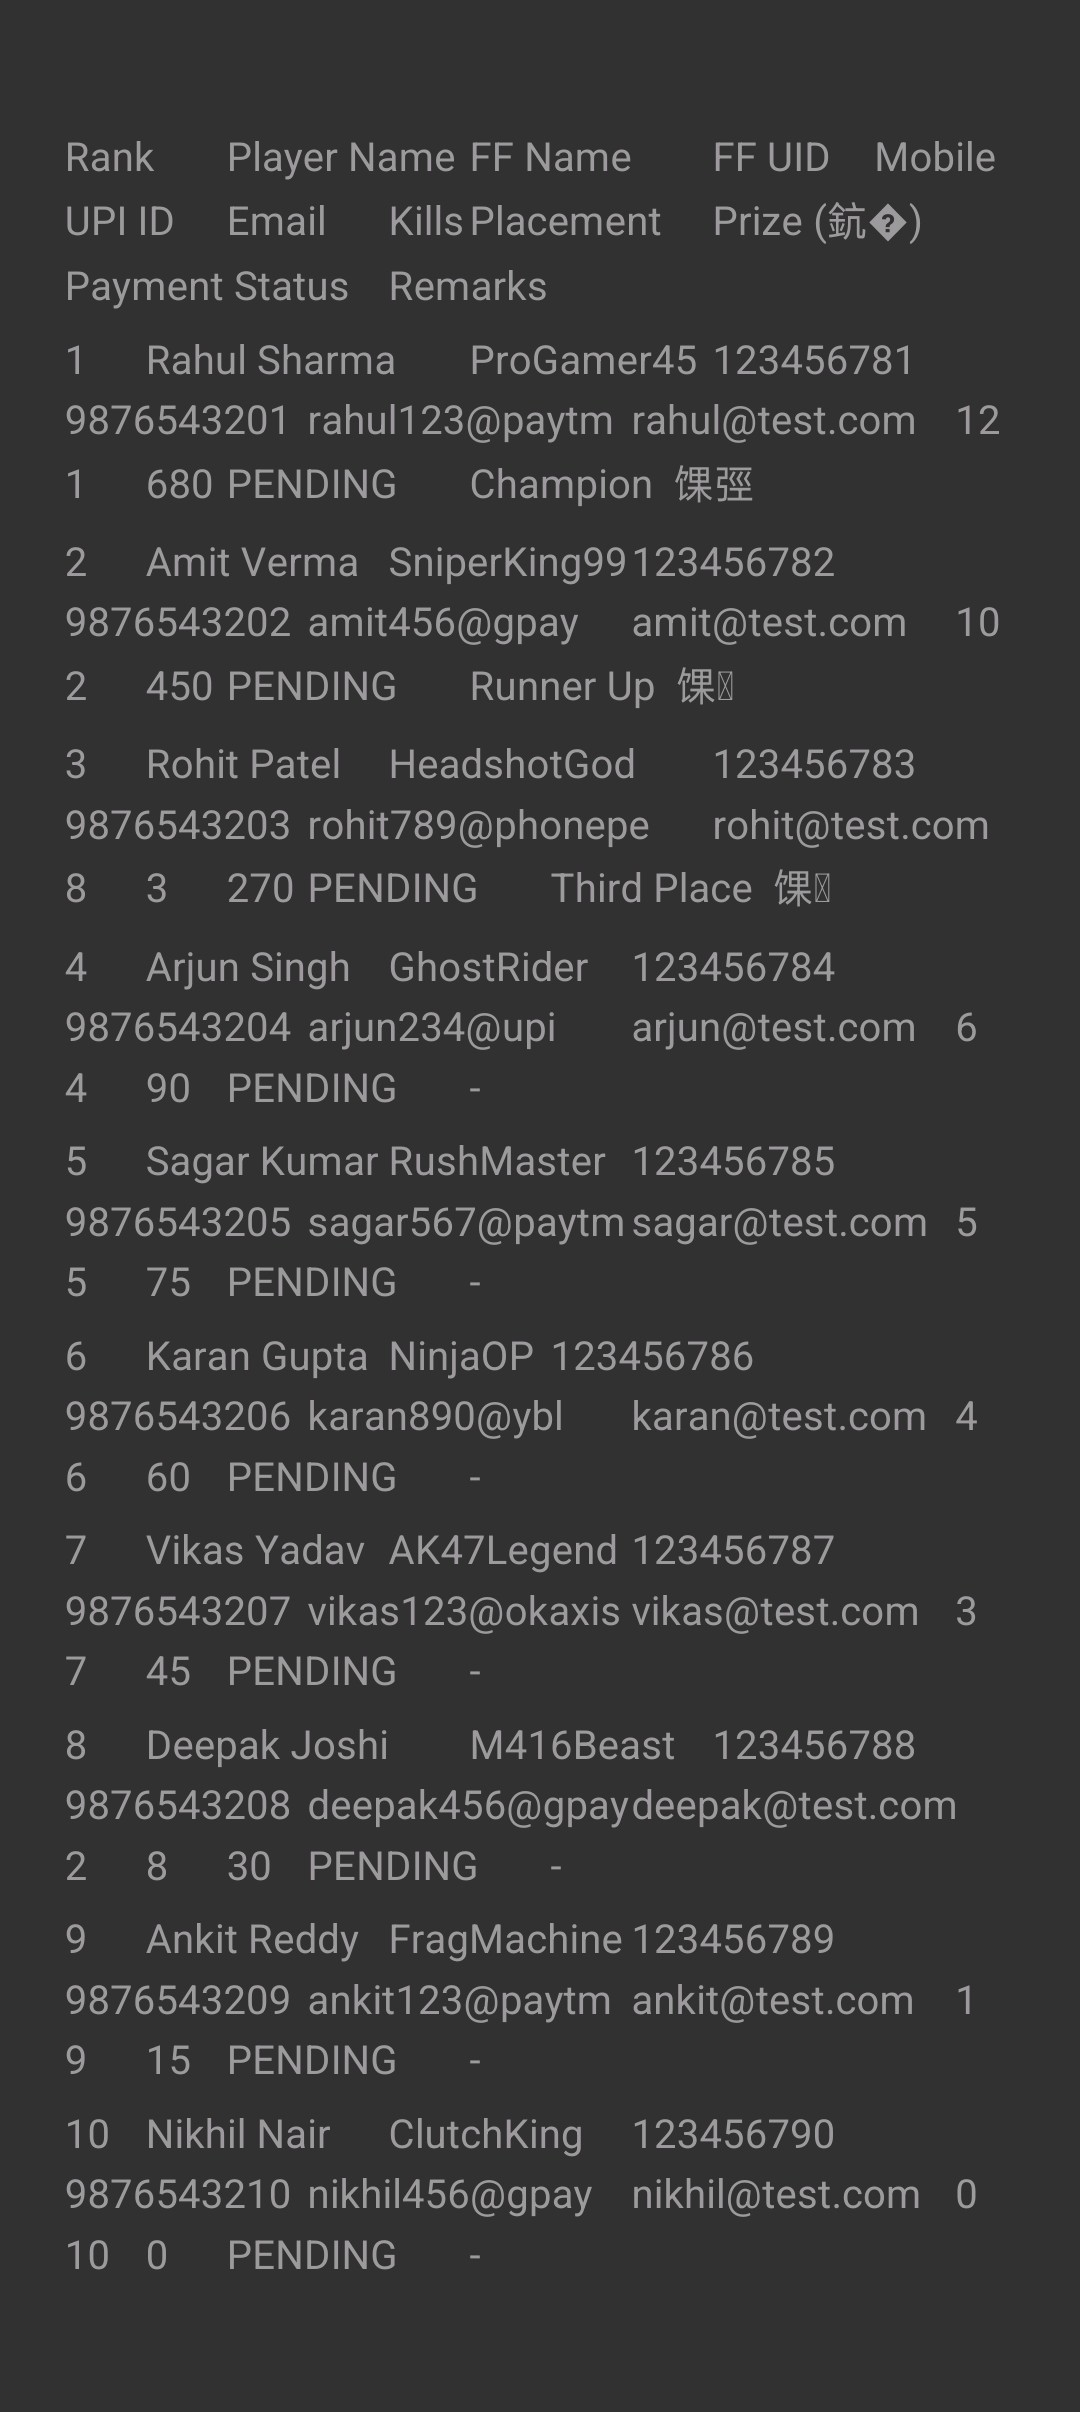 Rank Player Name FF Name FF UID Mobile
UPI ID Email Kills Placement Prize (鈧�)
Payment Status Remarks
1 Rahul Sharma ProGamer45 123456781
9876543201 rahul123@paytm rahul@test.com 12
1 680 PENDING Champion 馃弳
2 Amit Verma SniperKing99 123456782
9876543202 amit456@gpay amit@test.com 10
2 450 PENDING Runner Up 馃
3 Rohit Patel HeadshotGod 123456783
9876543203 rohit789@phonepe rohit@test.com
8 3 270 PENDING Third Place 馃
4 Arjun Singh GhostRider 123456784
9876543204 arjun234@upi arjun@test.com 6
4 90 PENDING -
5 Sagar Kumar RushMaster 123456785
9876543205 sagar567@paytm sagar@test.com 5
5 75 PENDING -
6 Karan Gupta NinjaOP 123456786
9876543206 karan890@ybl karan@test.com 4
6 60 PENDING -
7 Vikas Yadav AK47Legend 123456787
9876543207 vikas123@okaxis vikas@test.com 3
7 45 PENDING -
8 Deepak Joshi M416Beast 123456788
9876543208 deepak456@gpay deepak@test.com
2 8 30 PENDING -
9 Ankit Reddy FragMachine 123456789
9876543209 ankit123@paytm ankit@test.com 1
9 15 PENDING -
10 Nikhil Nair ClutchKing 123456790
9876543210 nikhil456@gpay nikhil@test.com 0
10 0 PENDING -